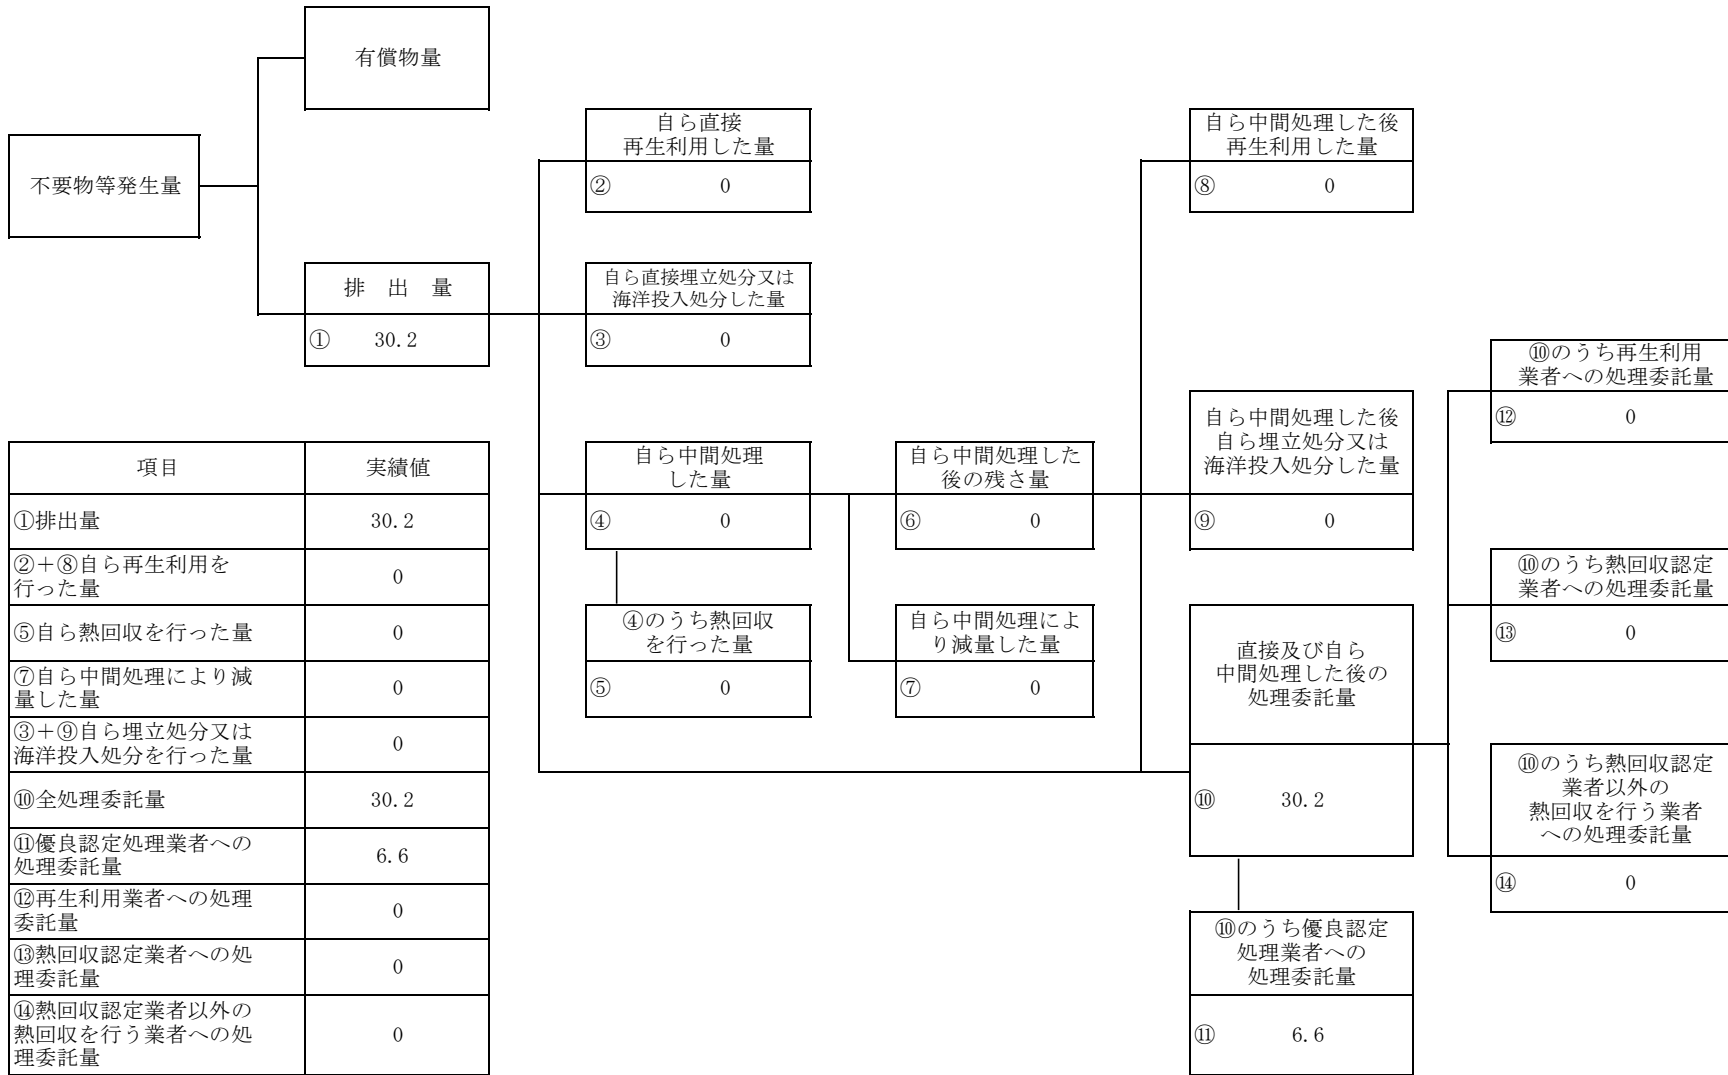 有償物量
不要物等発生量
排　出　量
① 30.2
自ら直接
再生利用した量
② 0
自ら直接埋立処分又は
海洋投入処分した量
③ 0
自ら中間処理
した量
④ 0
④のうち熱回収
を行った量
⑤ 0
自ら中間処理した
後の残さ量
⑥ 0
自ら中間処理によ
り減量した量
⑦ 0
自ら中間処理した後
再生利用した量
⑧ 0
自ら中間処理した後
自ら埋立処分又は
海洋投入処分した量
⑨ 0
直接及び自ら
中間処理した後の
処理委託量
⑩ 30.2
⑩のうち優良認定
処理業者への
処理委託量
⑪ 6.6
⑩のうち再生利用
業者への処理委託量
⑫ 0
⑩のうち熱回収認定
業者への処理委託量
⑬ 0
⑩のうち熱回収認定
業者以外の
熱回収を行う業者
への処理委託量
⑭ 0
項目 実績値
①排出量 30.2
②＋⑧自ら再生利用を
行った量 0
⑤自ら熱回収を行った量 0
⑦自ら中間処理により減
量した量 0
③＋⑨自ら埋立処分又は
海洋投入処分を行った量 0
⑩全処理委託量 30.2
⑪優良認定処理業者への
処理委託量 6.6
⑫再生利用業者への処理
委託量 0
⑬熱回収認定業者への処
理委託量 0
⑭熱回収認定業者以外の
熱回収を行う業者への処
理委託量 0